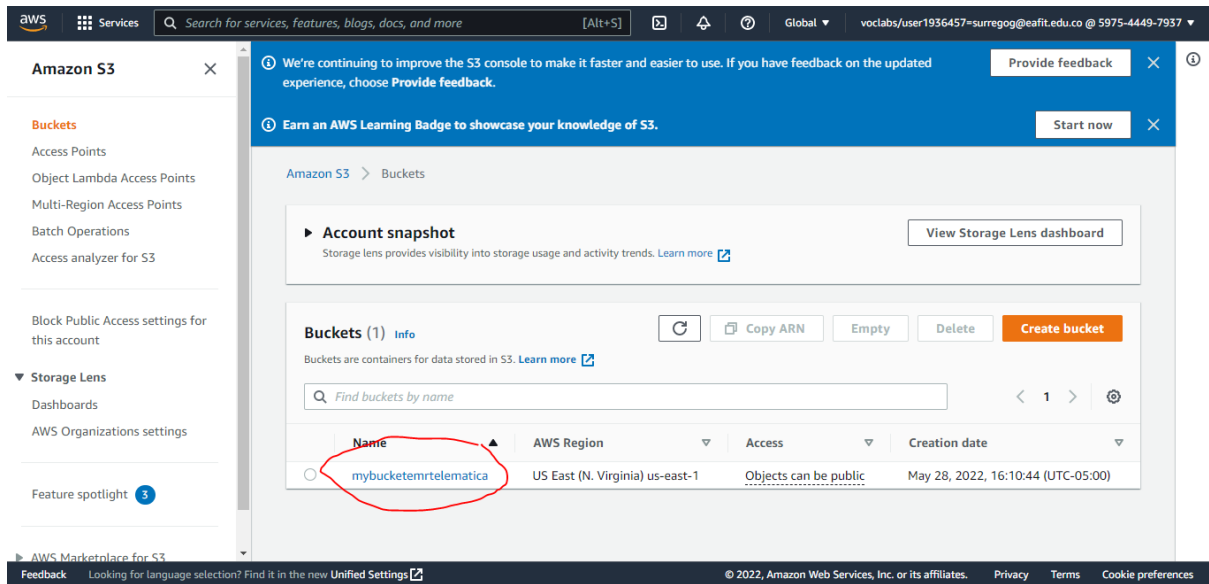 aws Services Search for services, features, blogs, docs, and more [Alt+S] Global voclabs/user1936457=surregog@eafit.edu.co @ 5975-4449-7937
Amazon S3
Buckets
Access Points
Object Lambda Access Points
Multi-Region Access Points
Batch Operations
Access analyzer for S3
Block Public Access settings for
this account
Storage Lens
Dashboards
AWS Organizations settings
Feature spotlight 3
AWS Marketplace for S3
We're continuing to improve the S3 console to make it faster and easier to use. If you have feedback on the updated
experience, choose Provide feedback.
Provide feedback
Earn an AWS Learning Badge to showcase your knowledge of S3.
Start now
Amazon S3 > Buckets
Account snapshot
Storage lens provides visibility into storage usage and activity trends. Learn more
View Storage Lens dashboard
Buckets (1) Info
Copy ARN Empty Delete Create bucket
Buckets are containers for data stored in S3. Learn more
Find buckets by name
1
Name AWS Region Access Creation date
mybucketemrtelematica US East (N. Virginia) us-east-1 Objects can be public May 28, 2022, 16:10:44 (UTC-05:00)
Feedback Looking for language selection? Find it in the new Unified Settings © 2022, Amazon Web Services, Inc. or its affiliates. Privacy Terms Cookie preferences